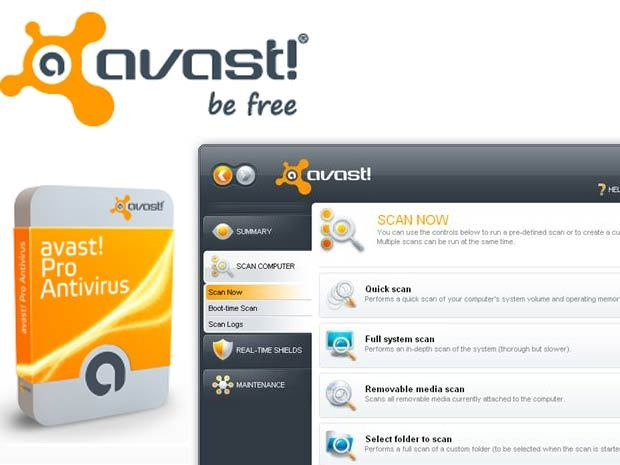 avast!®
be free
avast!
avast!
Pro
Antivirus
avast! Pro Antivirus
a
avast!
? HEL
SUMMARY
SCAN COMPUTER
Scan Now
Boot-time Scan
Scan Logs
REAL-TIME SHIELDS
MAINTENANCE
SCAN NOW
You can use the controls below to run a pre-defined scan or to create a cu
Multiple scans can be run at the same time.
Quick scan
Performs a quick scan of your computer's system volume and operating memor
Full system scan
Performs an in-depth scan of the system (thorough but slower).
Removable media scan
Scans all removable media currently attached to the computer.
Select folder to scan
Performs a full scan of a custom folder (to be selected when the scan is starte